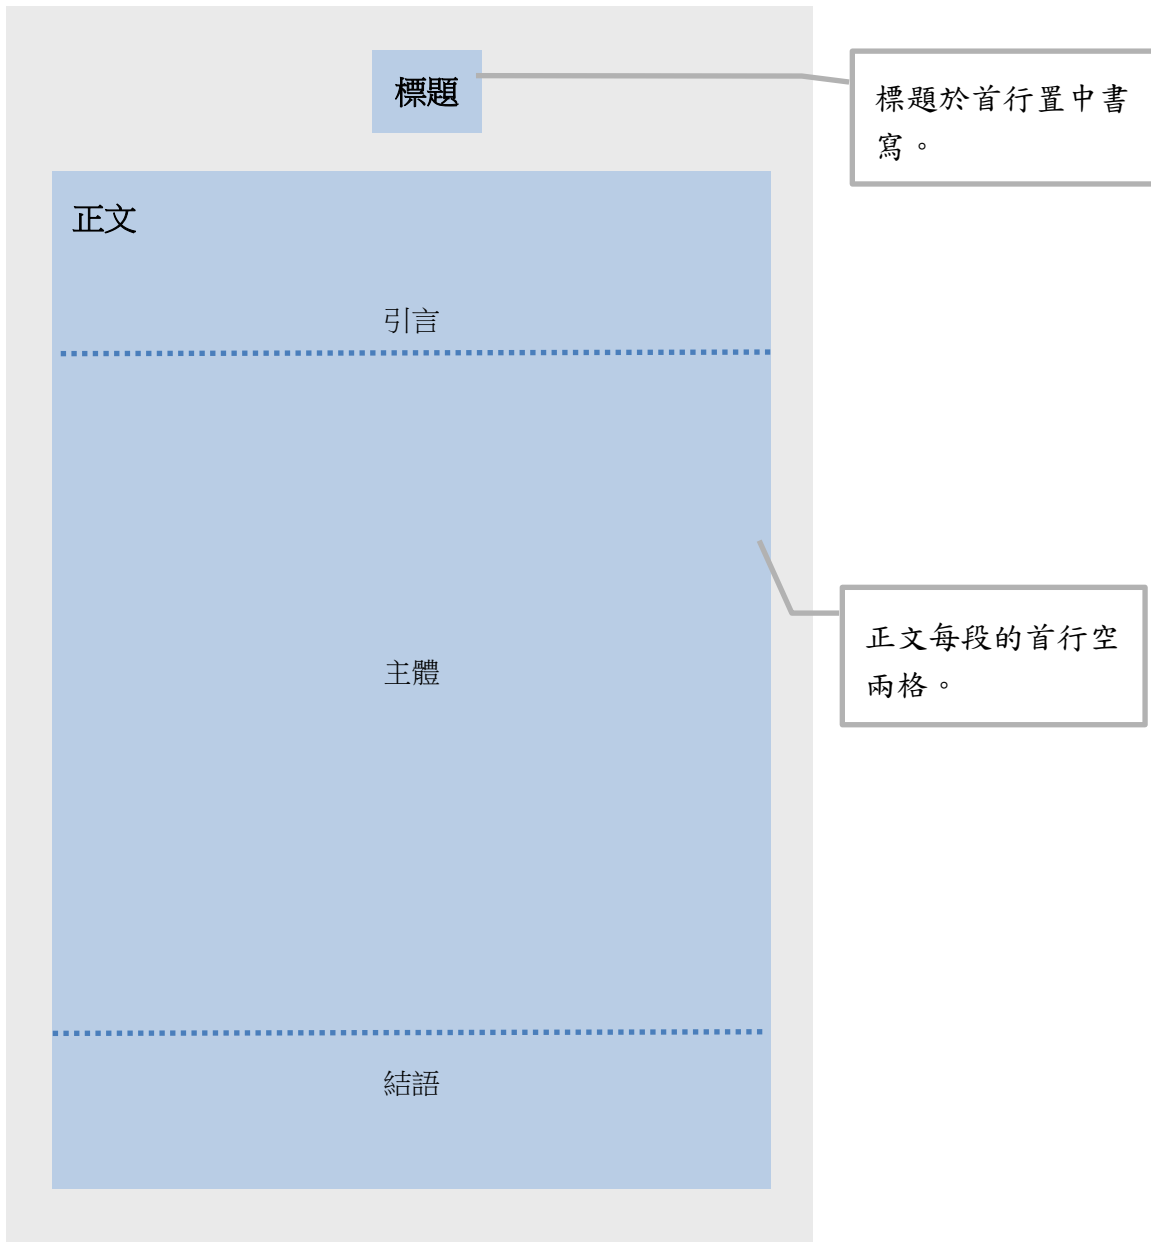 標題
標題於首行置中書
寫。
正文
引言
主體
正文每段的首行空
兩格。
結語